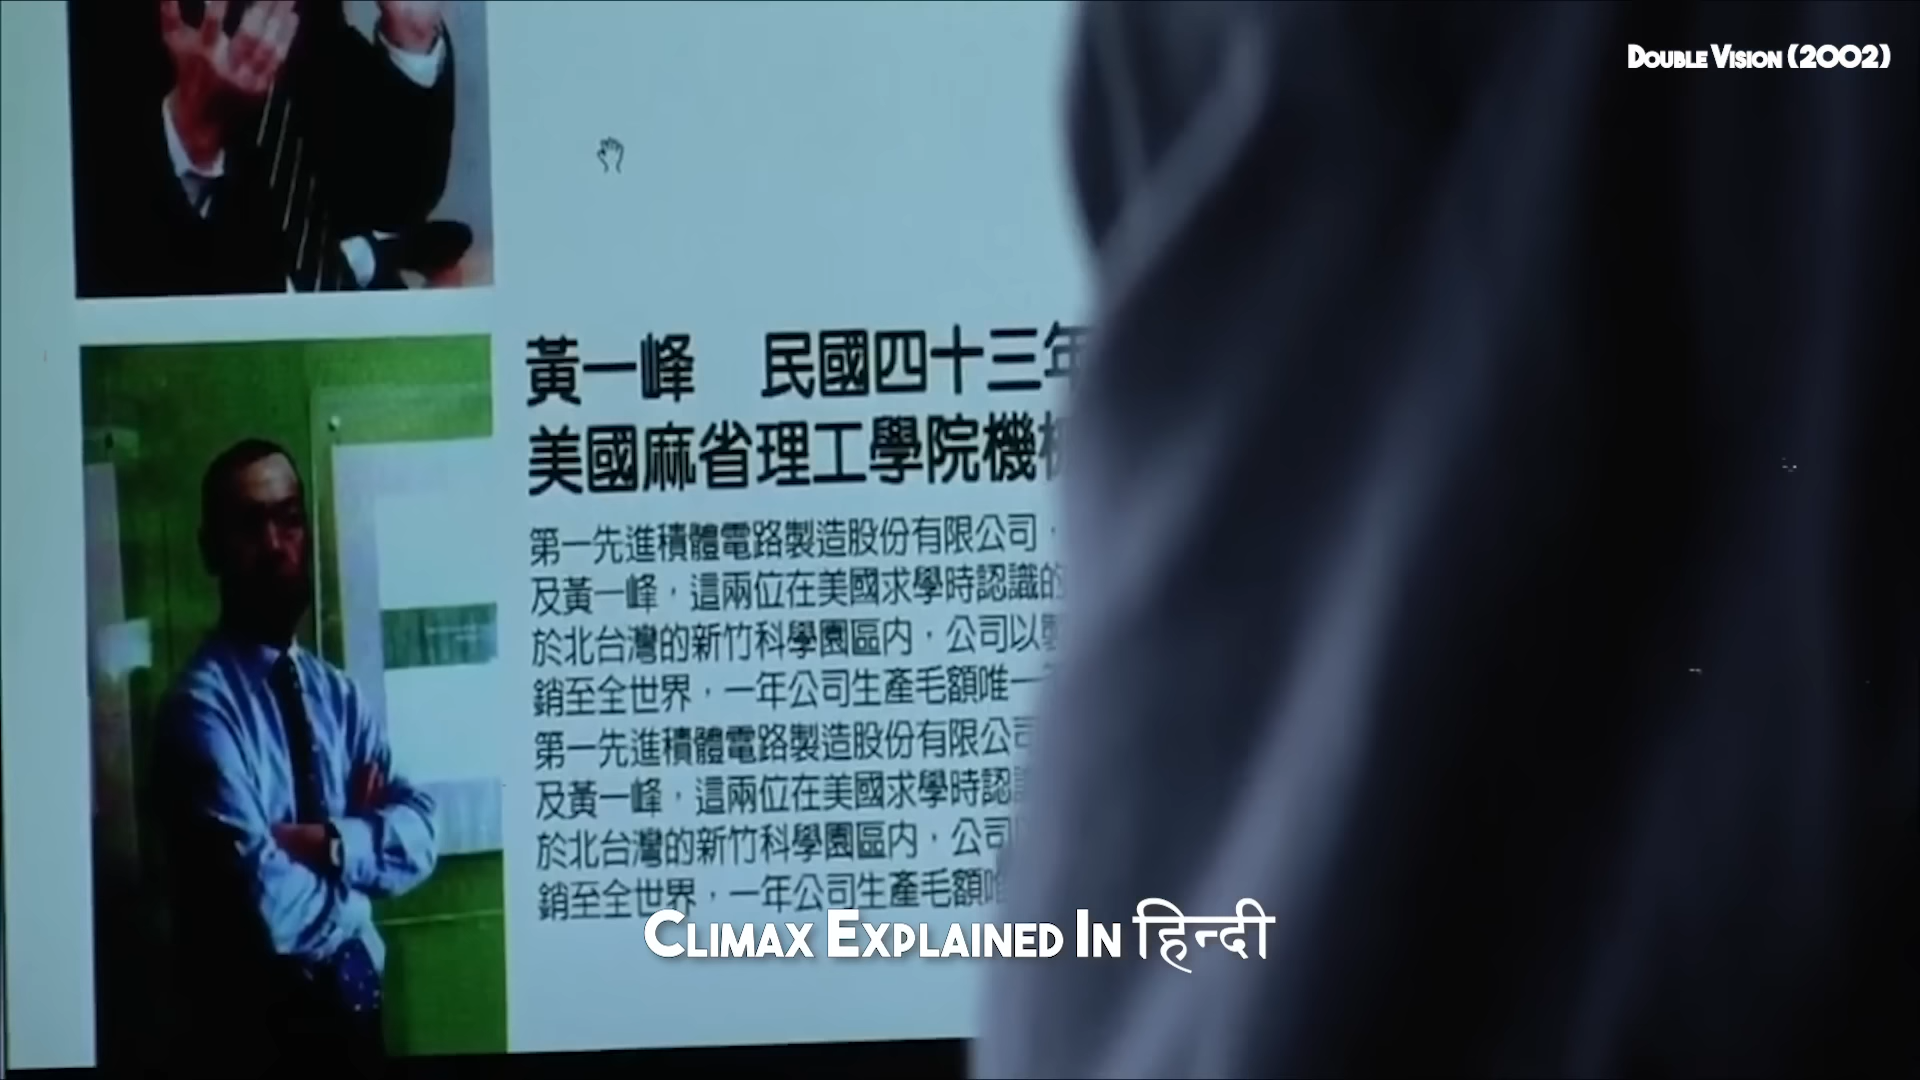 Double Vision (2002)
黃一峰　民國四十三年
美國麻省理工學院機
第一先進積體電路製造股份有限公司，
及黃一峰，這兩位在美國求學時認識的
於北台灣的新竹科學園區內，公司以
銷至全世界，一年公司生產毛額唯一
第一先進積體電路製造股份有限公司
及黃一峰，這兩位在美國求學時認
於北台灣的新竹科學園區內，公司
銷至全世界，一年公司生產毛額唯
Climax Explained In हिन्दी